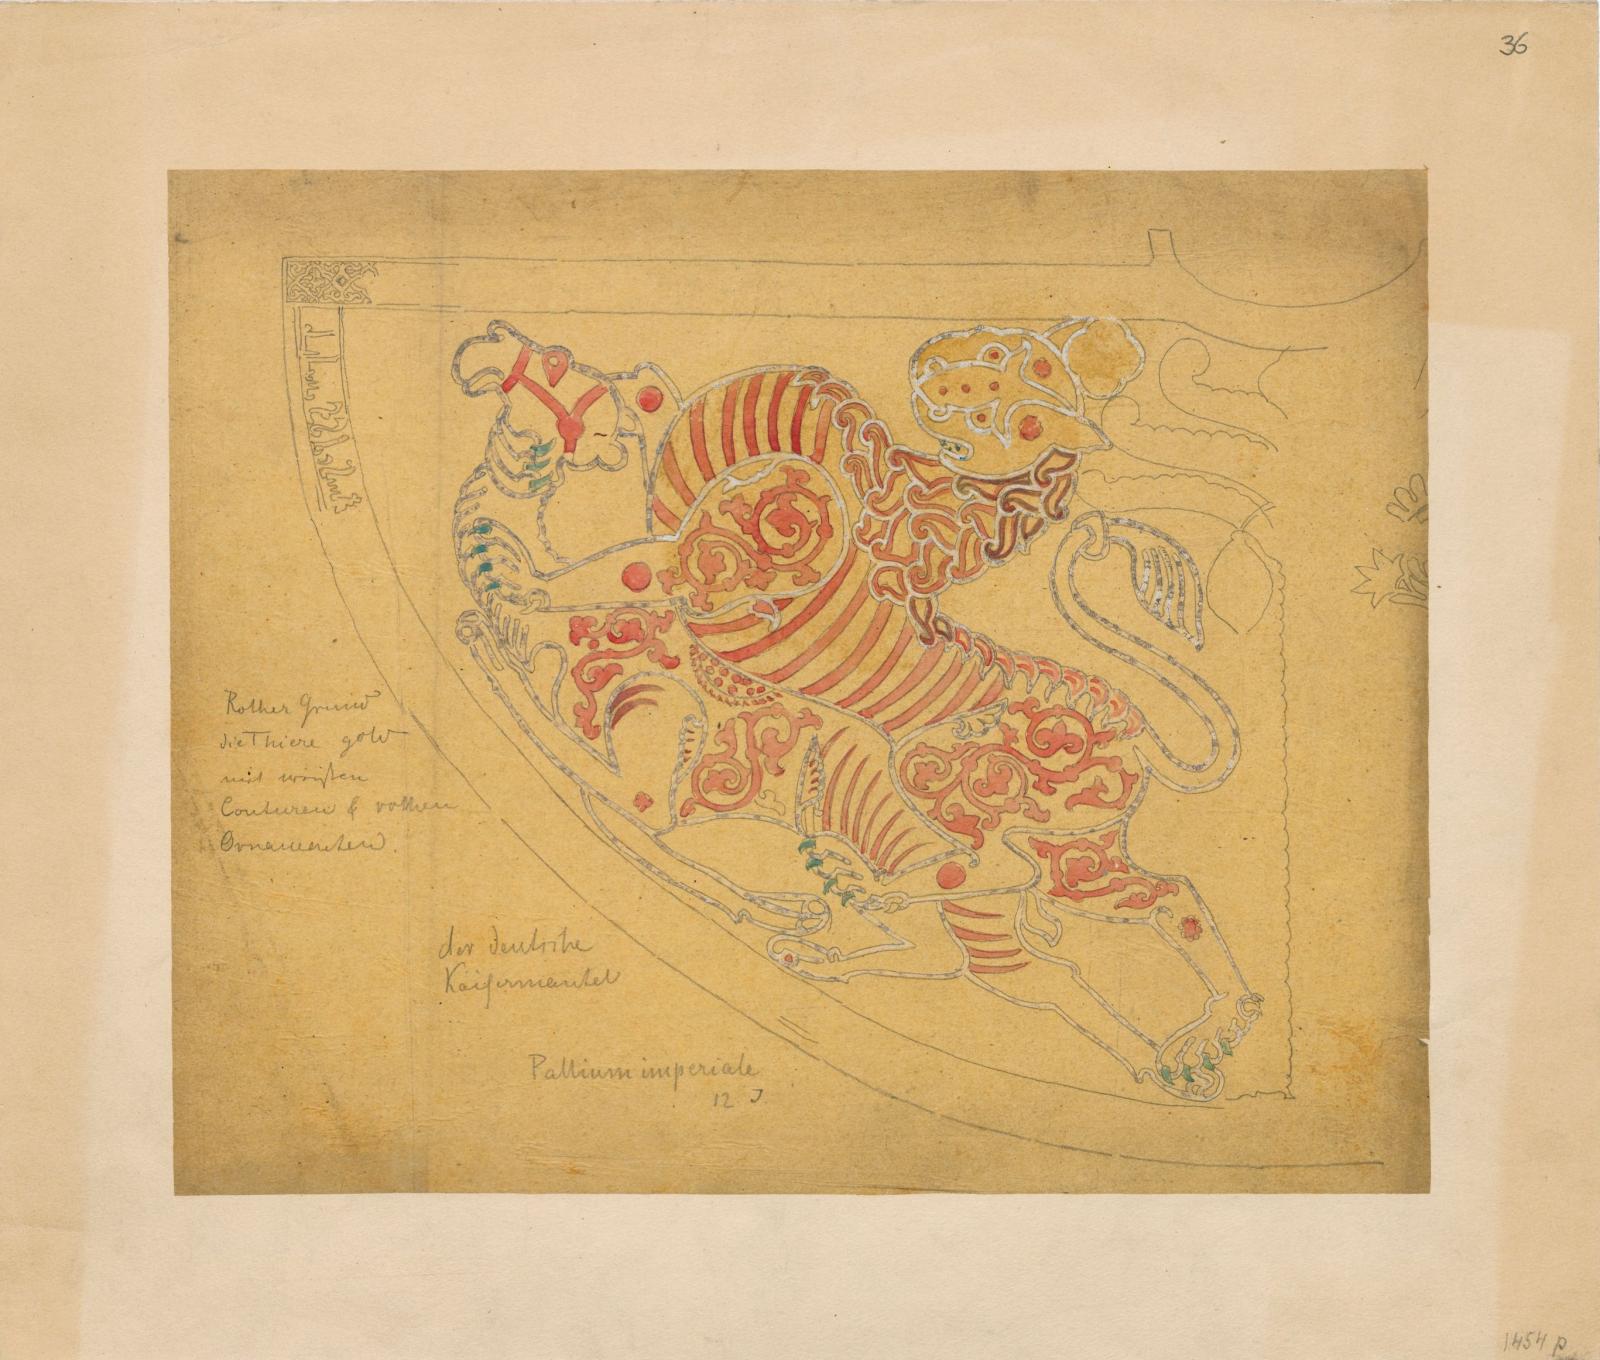 36
Rother Grund
die Thiere gold
mit weißen
Conturen & rothen
Ornamenten.
der deutsche
Kaisermantel
Pallium imperiale
12 J
1454 p